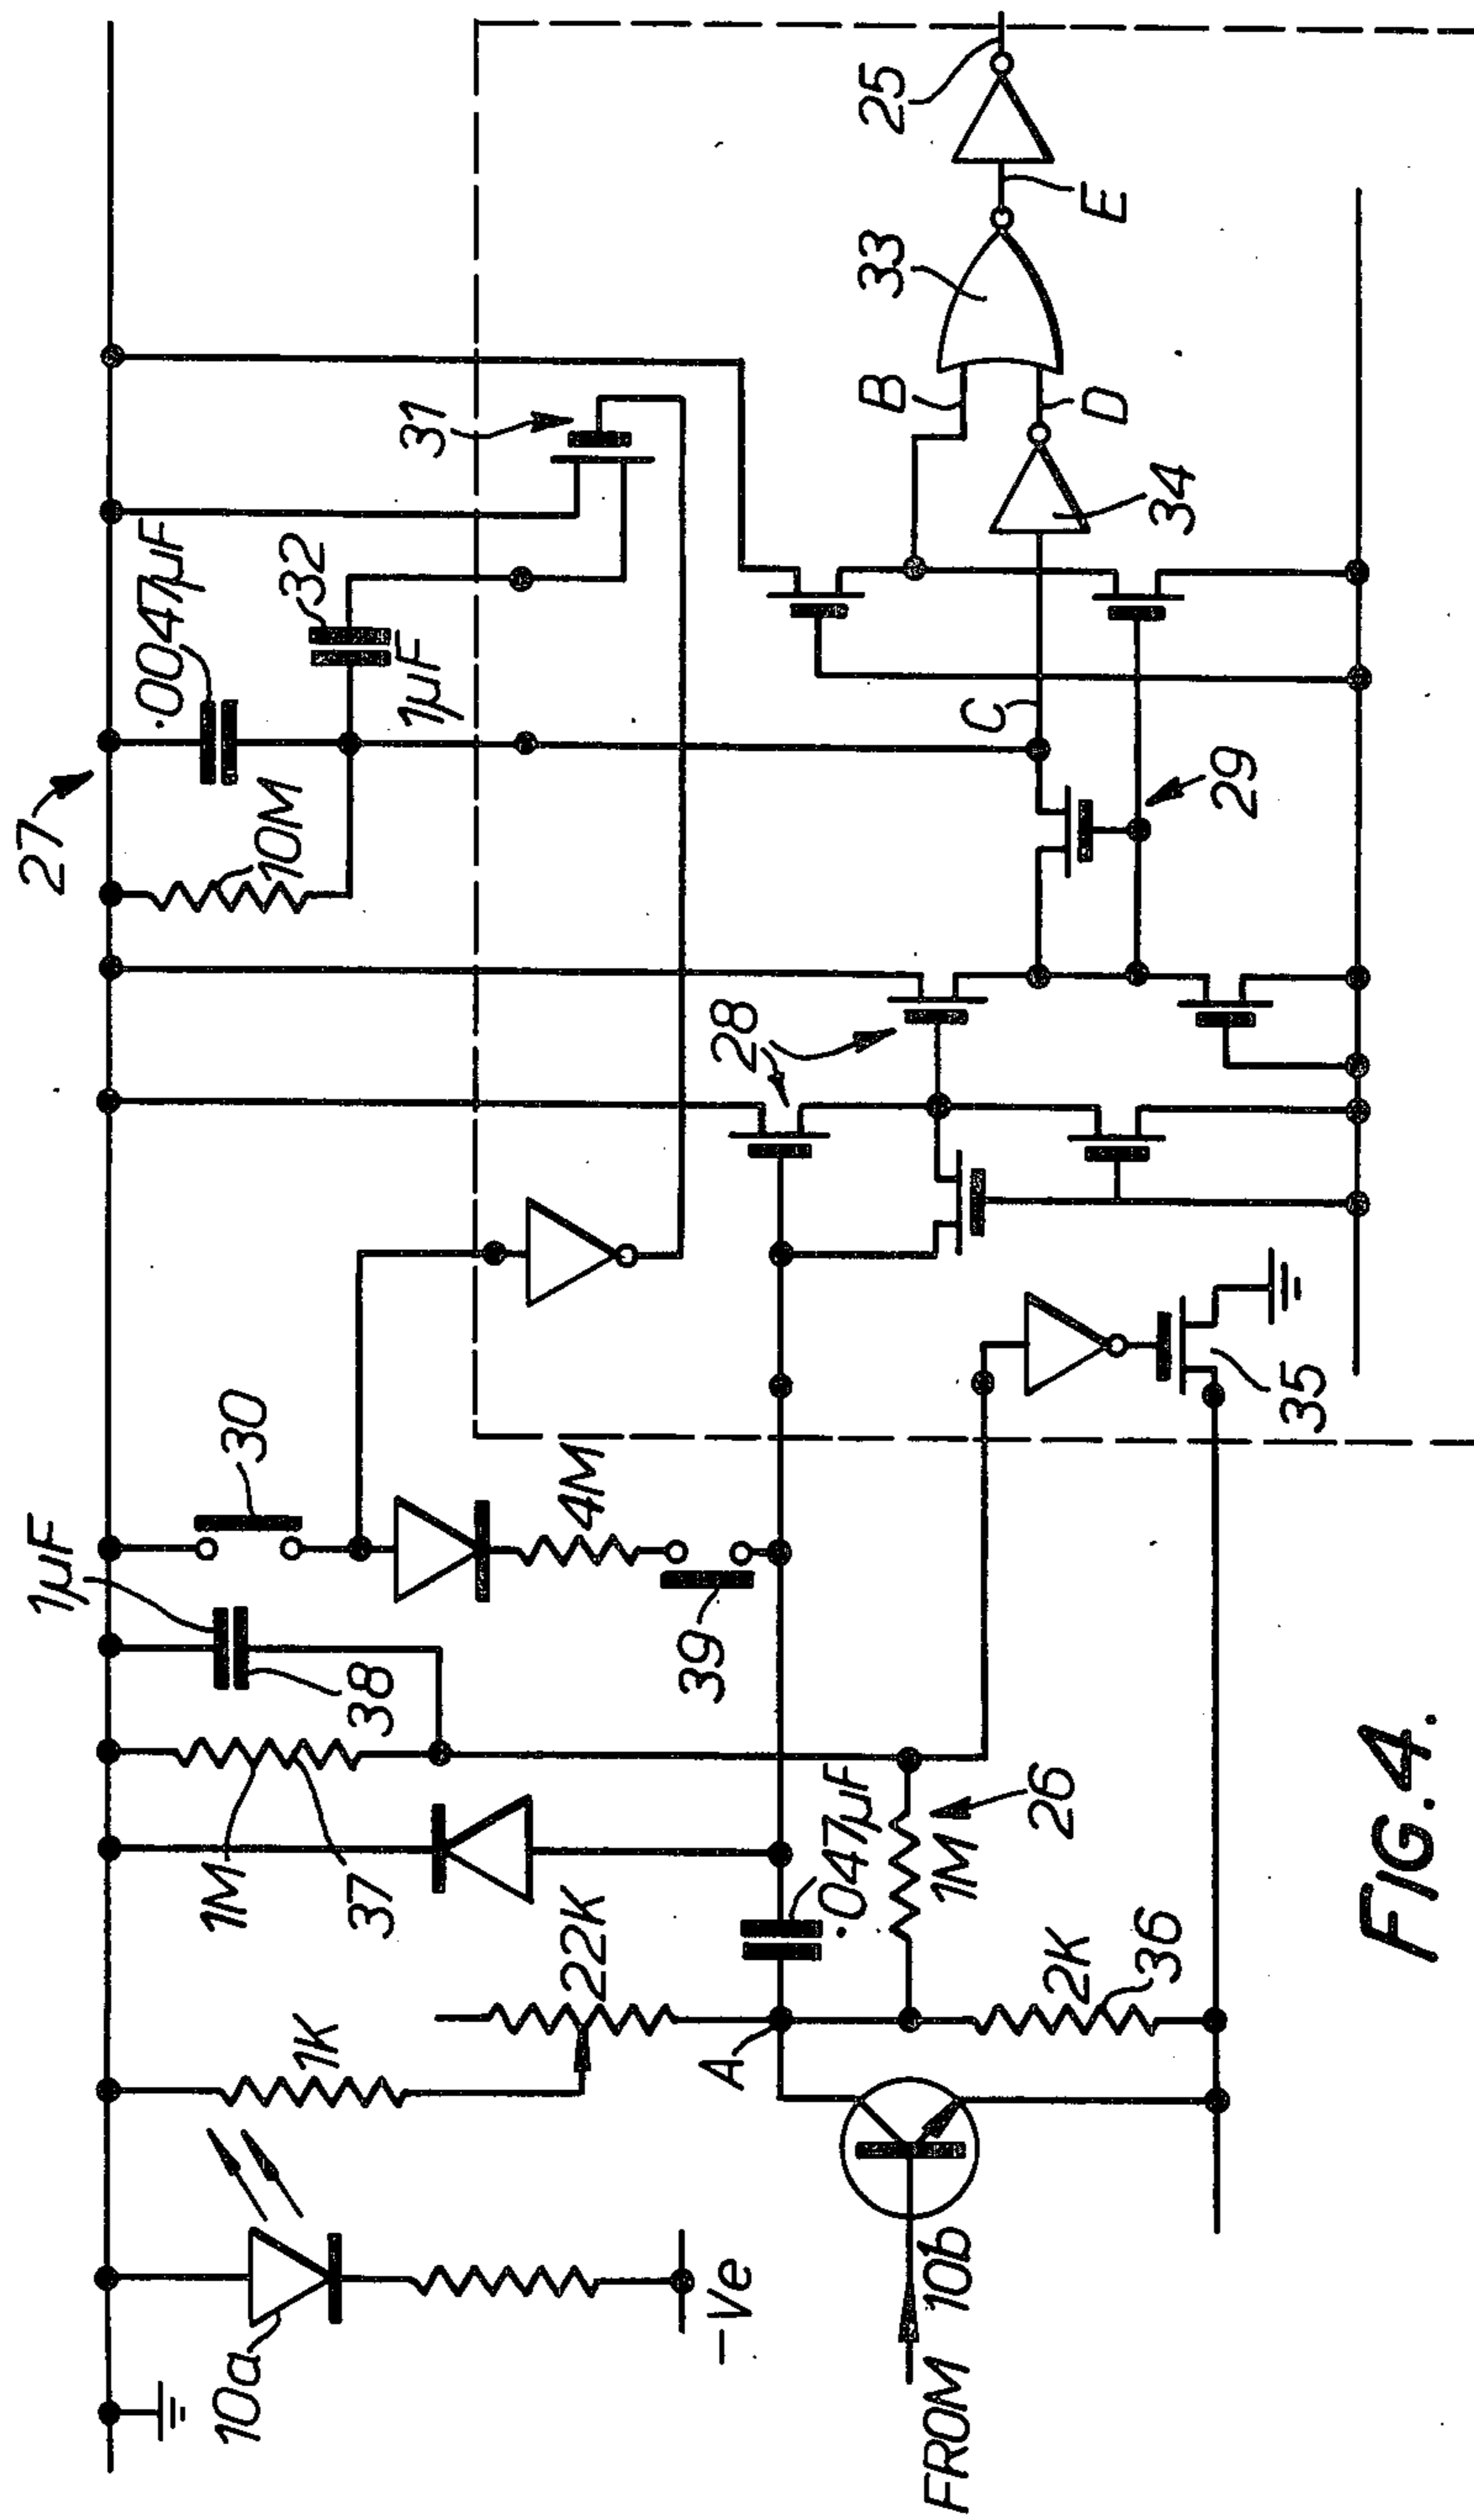 27
10a
-Ve
FROM 10b
1K
22K
A
1M
37
38
1µF
30
39
4M
.047µF
1M
26
2K
36
35
28
10M
.0047µF
32
1µF
31
29
C
B
D
34
33
E
25
FIG. 4.